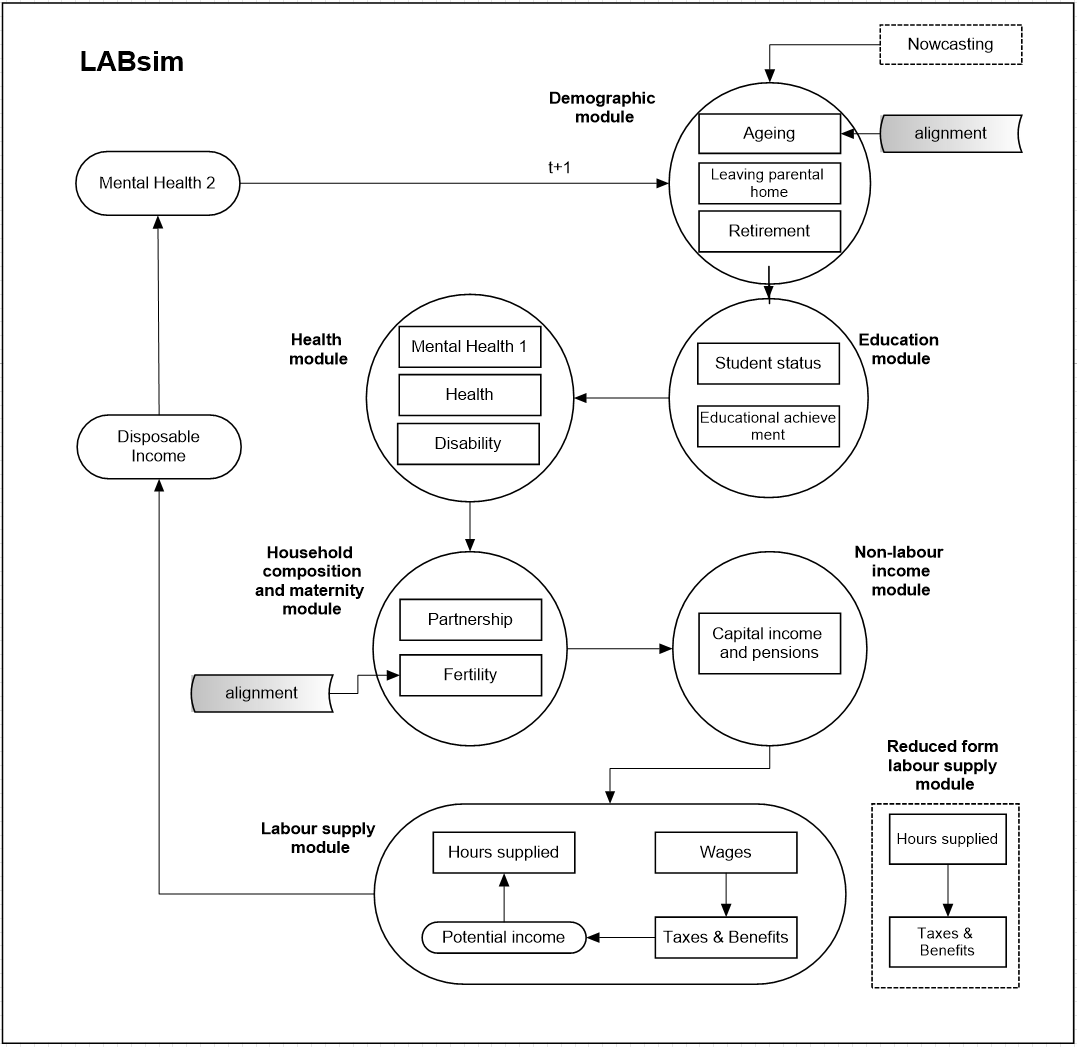 LABsim
Nowcasting
Demographic
module
Ageing
alignment
Leaving parental
home
Retirement
Mental Health 2
t+1
Health
module
Mental Health 1
Health
Disability
Education
module
Student status
Educational achieve
ment
Disposable
Income
Household
composition
and maternity
module
Partnership
Fertility
alignment
Non-labour
income
module
Capital income
and pensions
Reduced form
labour supply
module
Hours supplied
Taxes &
Benefits
Labour supply
module
Hours supplied
Wages
Potential income
Taxes & Benefits